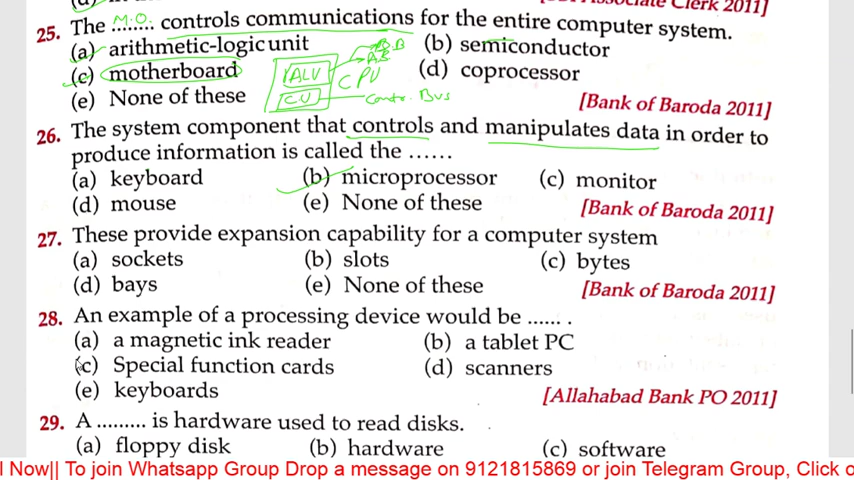 Associate Clerk 2011]
25. The ........ controls communications for the entire computer system.
M.O.
(a) arithmetic-logic unit (b) semiconductor
(c) motherboard (d) coprocessor
ALU CPU
CU
(e) None of these [Bank of Baroda 2011]
26. The system component that controls and manipulates data in order to
produce information is called the ......
(a) keyboard (b) microprocessor (c) monitor
(d) mouse (e) None of these [Bank of Baroda 2011]
27. These provide expansion capability for a computer system
(a) sockets (b) slots (c) bytes
(d) bays (e) None of these [Bank of Baroda 2011]
28. An example of a processing device would be ...... .
(a) a magnetic ink reader (b) a tablet PC
(c) Special function cards (d) scanners
(e) keyboards [Allahabad Bank PO 2011]
29. A ......... is hardware used to read disks.
(a) floppy disk (b) hardware (c) software
l Now|| To join Whatsapp Group Drop a message on 9121815869 or join Telegram Group, Click o